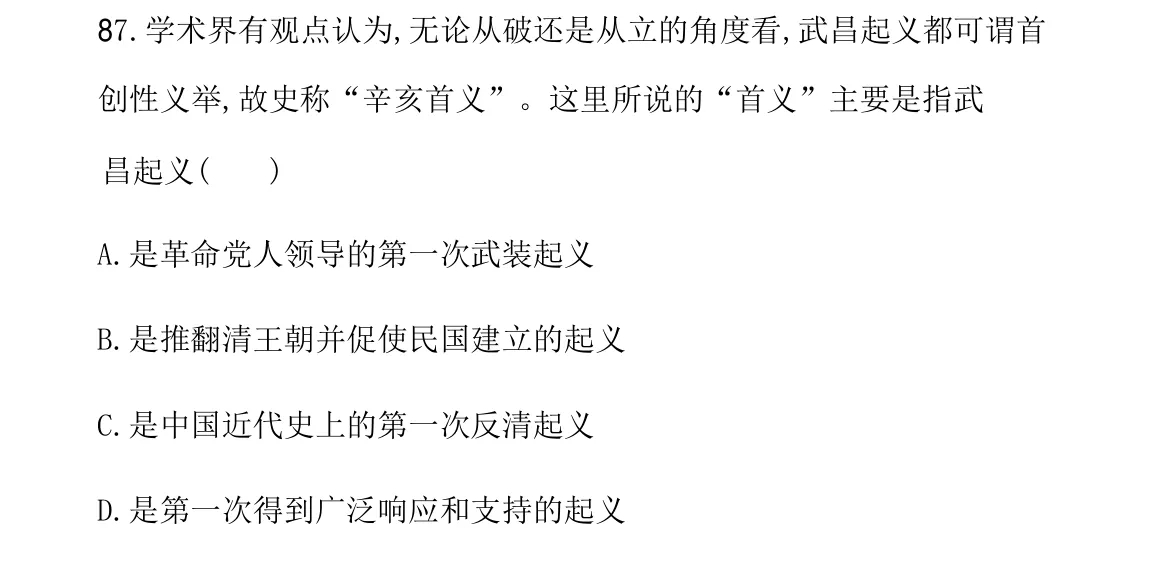 87.学术界有观点认为,无论从破还是从立的角度看,武昌起义都可谓首
创性义举,故史称“辛亥首义”。这里所说的“首义”主要是指武
昌起义(　　)
A.是革命党人领导的第一次武装起义
B.是推翻清王朝并促使民国建立的起义
C.是中国近代史上的第一次反清起义
D.是第一次得到广泛响应和支持的起义